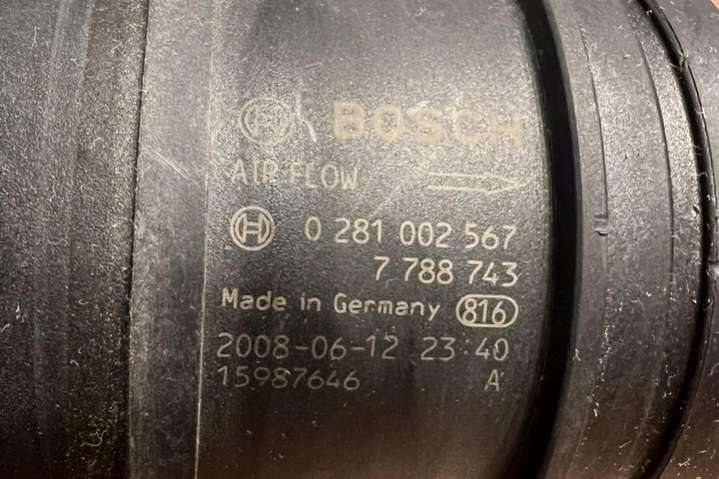 BOSCH
AIR FLOW
0 281 002 567
7 788 743
Made in Germany 816
2008-06-12 23:40
15987646 A